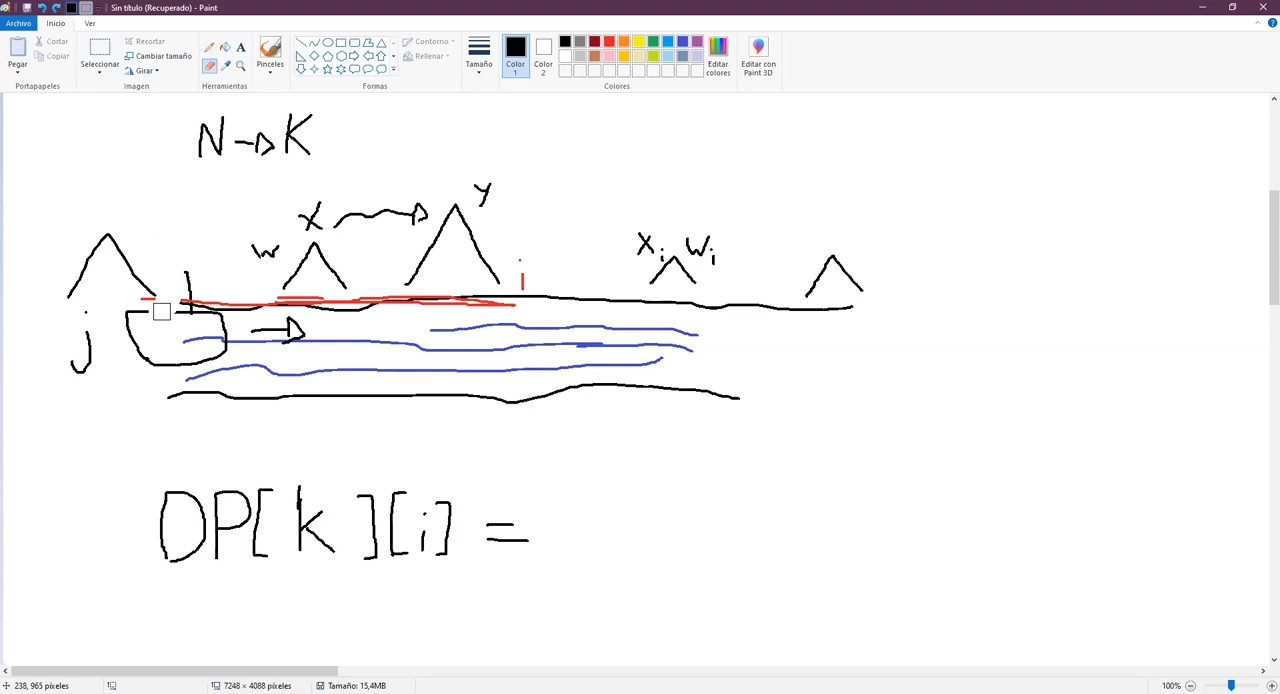 Sin título (Recuperado) - Paint
Archivo Inicio Ver
Pegar
Cortar
Copiar
Portapapeles
Seleccionar
Recortar
Cambiar tamaño
Girar
Imagen
A
Herramientas
Pinceles
Contorno
Rellenar
Formas
Tamaño
Color 1
Color 2
Editar colores
Editar con Paint 3D
Colores
N → K
w x → y
i
x i w i
j
DP[k][i] =
238, 965 píxeles
7248 × 4088 píxeles
Tamaño: 15,4MB
100%